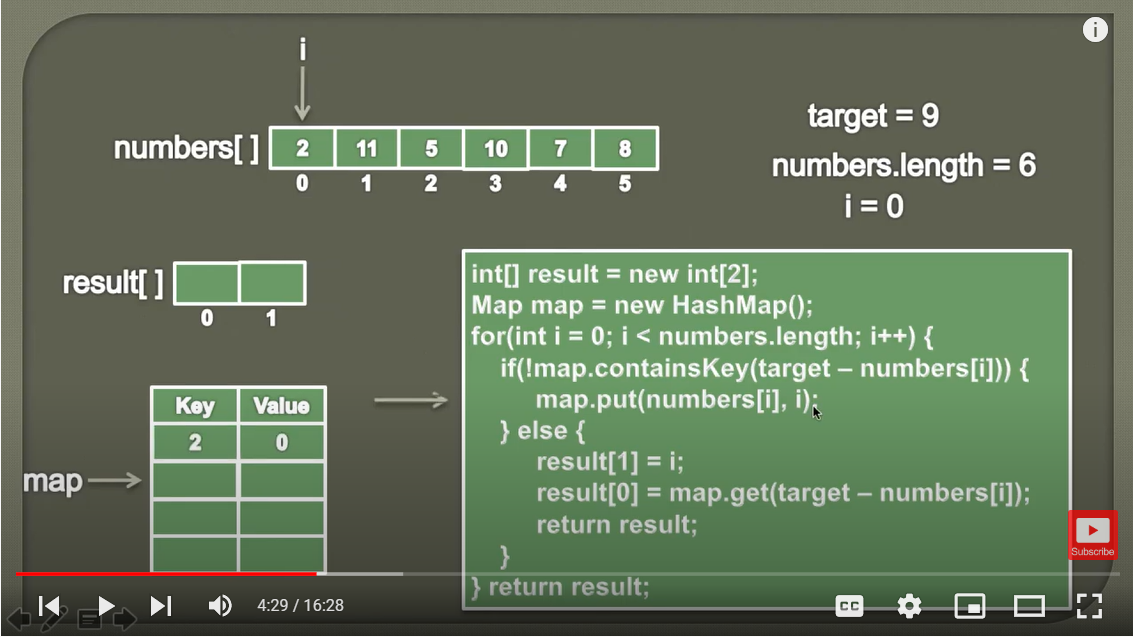 i
target = 9
numbers[ ] 2 11 5 10 7 8
0 1 2 3 4 5
numbers.length = 6
i = 0
result[ ]
0 1
int[] result = new int[2];
Map map = new HashMap();
for(int i = 0; i < numbers.length; i++) {
if(!map.containsKey(target – numbers[i])) {
map.put(numbers[i], i);
} else {
result[1] = i;
result[0] = map.get(target – numbers[i]);
return result;
}
} return result;
Key Value
2 0
map
Subscribe
4:29 / 16:28
CC